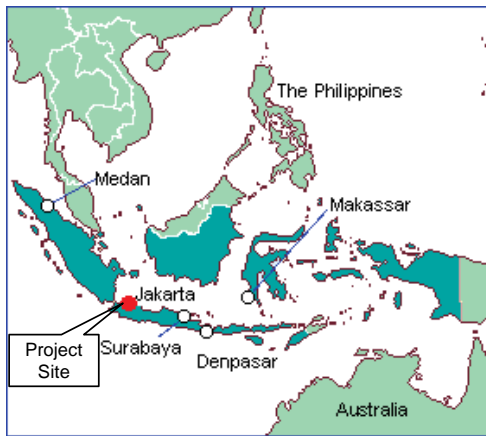 The Philippines
Medan
Makassar
Jakarta
Project
Site
Surabaya
Denpasar
Australia